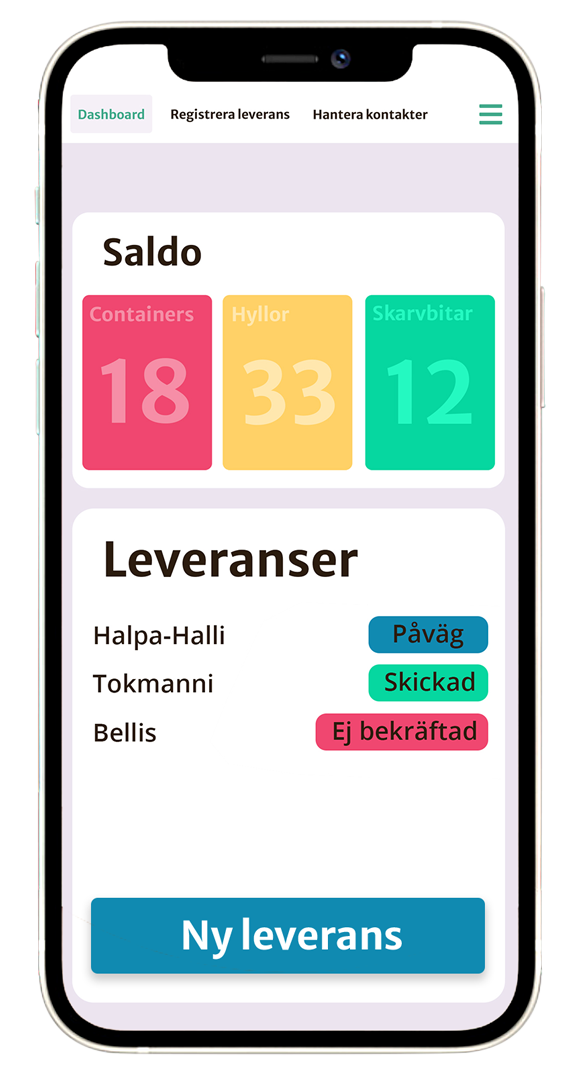 Dashboard Registrera leverans Hantera kontakter
Saldo
Containers Hyllor Skarvbitar
18 33 12
Leveranser
Halpa-Halli Påväg
Tokmanni Skickad
Bellis Ej bekräftad
Ny leverans